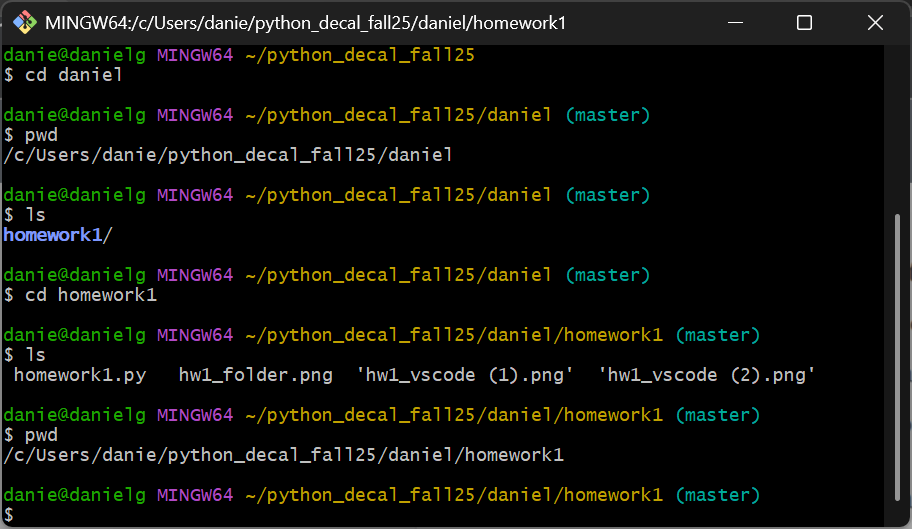 MINGW64:/c/Users/danie/python_decal_fall25/daniel/homework1
danie@danielg MINGW64 ~/python_decal_fall25
$ cd daniel
danie@danielg MINGW64 ~/python_decal_fall25/daniel (master)
$ pwd
/c/Users/danie/python_decal_fall25/daniel
danie@danielg MINGW64 ~/python_decal_fall25/daniel (master)
$ ls
homework1/
danie@danielg MINGW64 ~/python_decal_fall25/daniel (master)
$ cd homework1
danie@danielg MINGW64 ~/python_decal_fall25/daniel/homework1 (master)
$ ls
homework1.py   hw1_folder.png  'hw1_vscode (1).png'  'hw1_vscode (2).png'
danie@danielg MINGW64 ~/python_decal_fall25/daniel/homework1 (master)
$ pwd
/c/Users/danie/python_decal_fall25/daniel/homework1
danie@danielg MINGW64 ~/python_decal_fall25/daniel/homework1 (master)
$